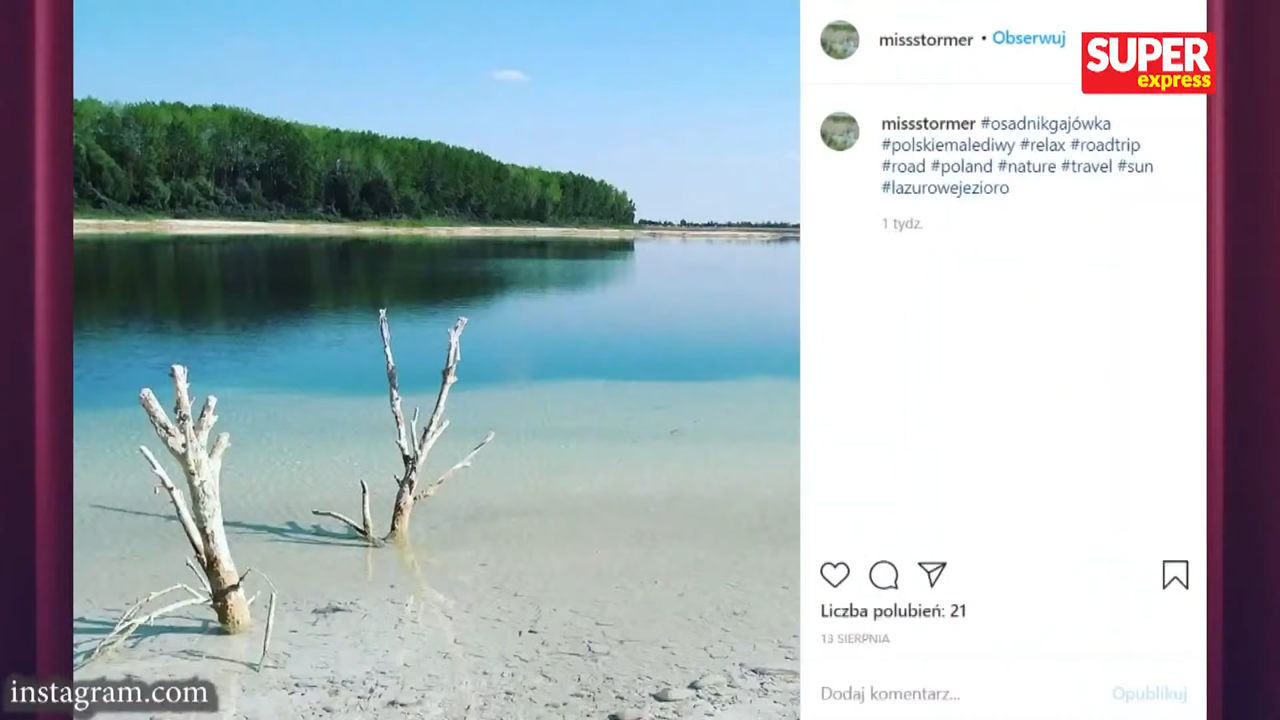 missstormer • Obserwuj
SUPER
express
missstormer #osadnikgajówka
#polskiemalediwy #relax #roadtrip
#road #poland #nature #travel #sun
#lazurowejezioro
1 tydz.
Liczba polubień: 21
13 SIERPNIA
Dodaj komentarz...
Opublikuj
instagram.com